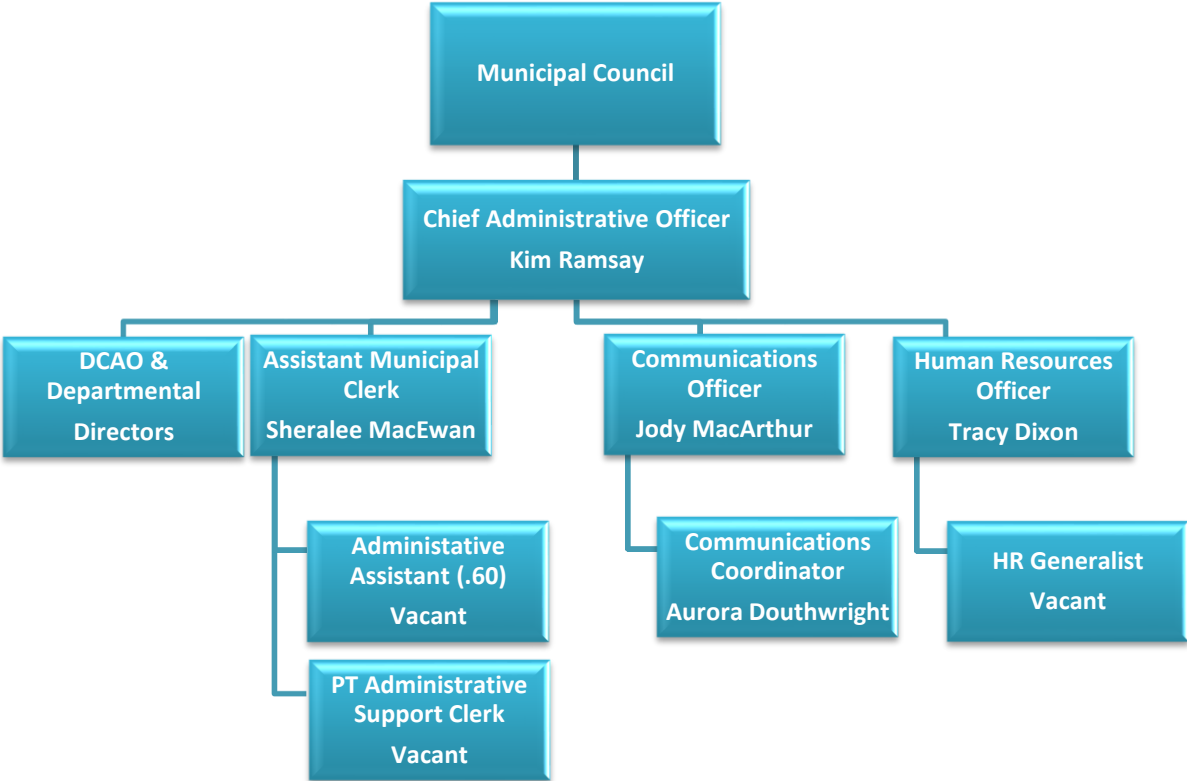 Municipal Council
Chief Administrative Officer
Kim Ramsay
DCAO &
Departmental
Directors
Assistant Municipal
Clerk
Sheralee MacEwan
Communications
Officer
Jody MacArthur
Human Resources
Officer
Tracy Dixon
Administative
Assistant (.60)
Vacant
Communications
Coordinator
Aurora Douthwright
HR Generalist
Vacant
PT Administrative
Support Clerk
Vacant